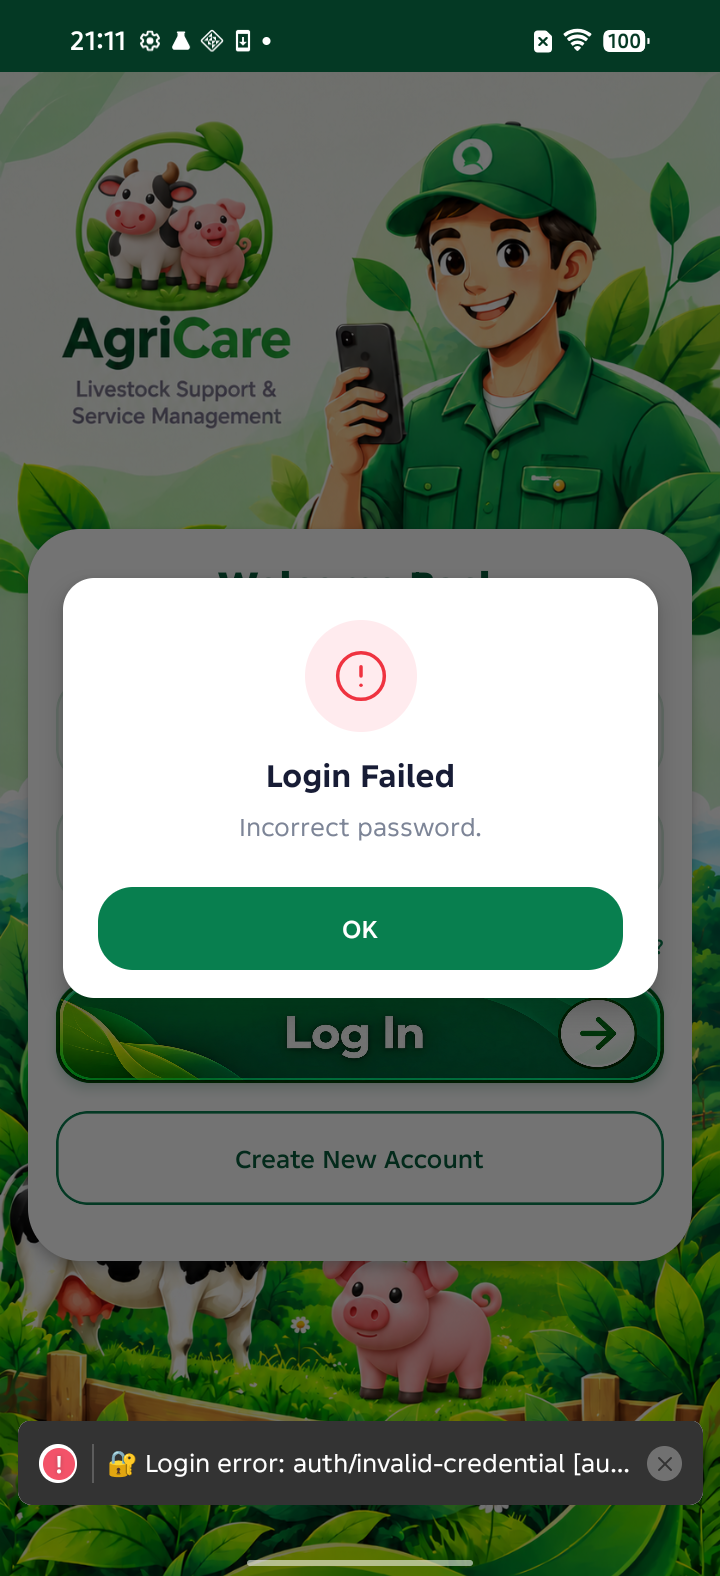 21:11
100
AgriCare
Livestock Support &
Service Management
Login Failed
Incorrect password.
OK
?
Log In
Create New Account
Login error: auth/invalid-credential [au...